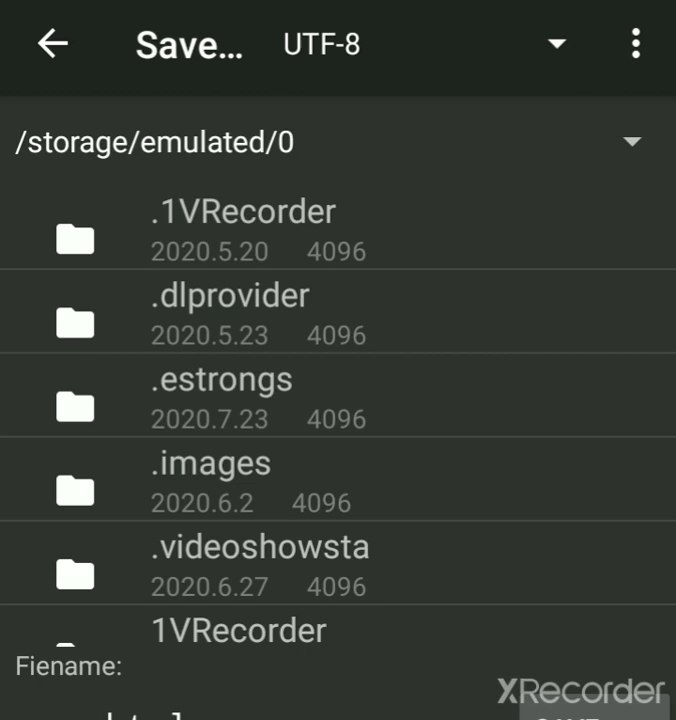 Save... UTF-8
/storage/emulated/0
.1VRecorder
2020.5.20 4096
.dlprovider
2020.5.23 4096
.estrongs
2020.7.23 4096
.images
2020.6.2 4096
.videoshowsta
2020.6.27 4096
1VRecorder
Fiename:
XRecorder